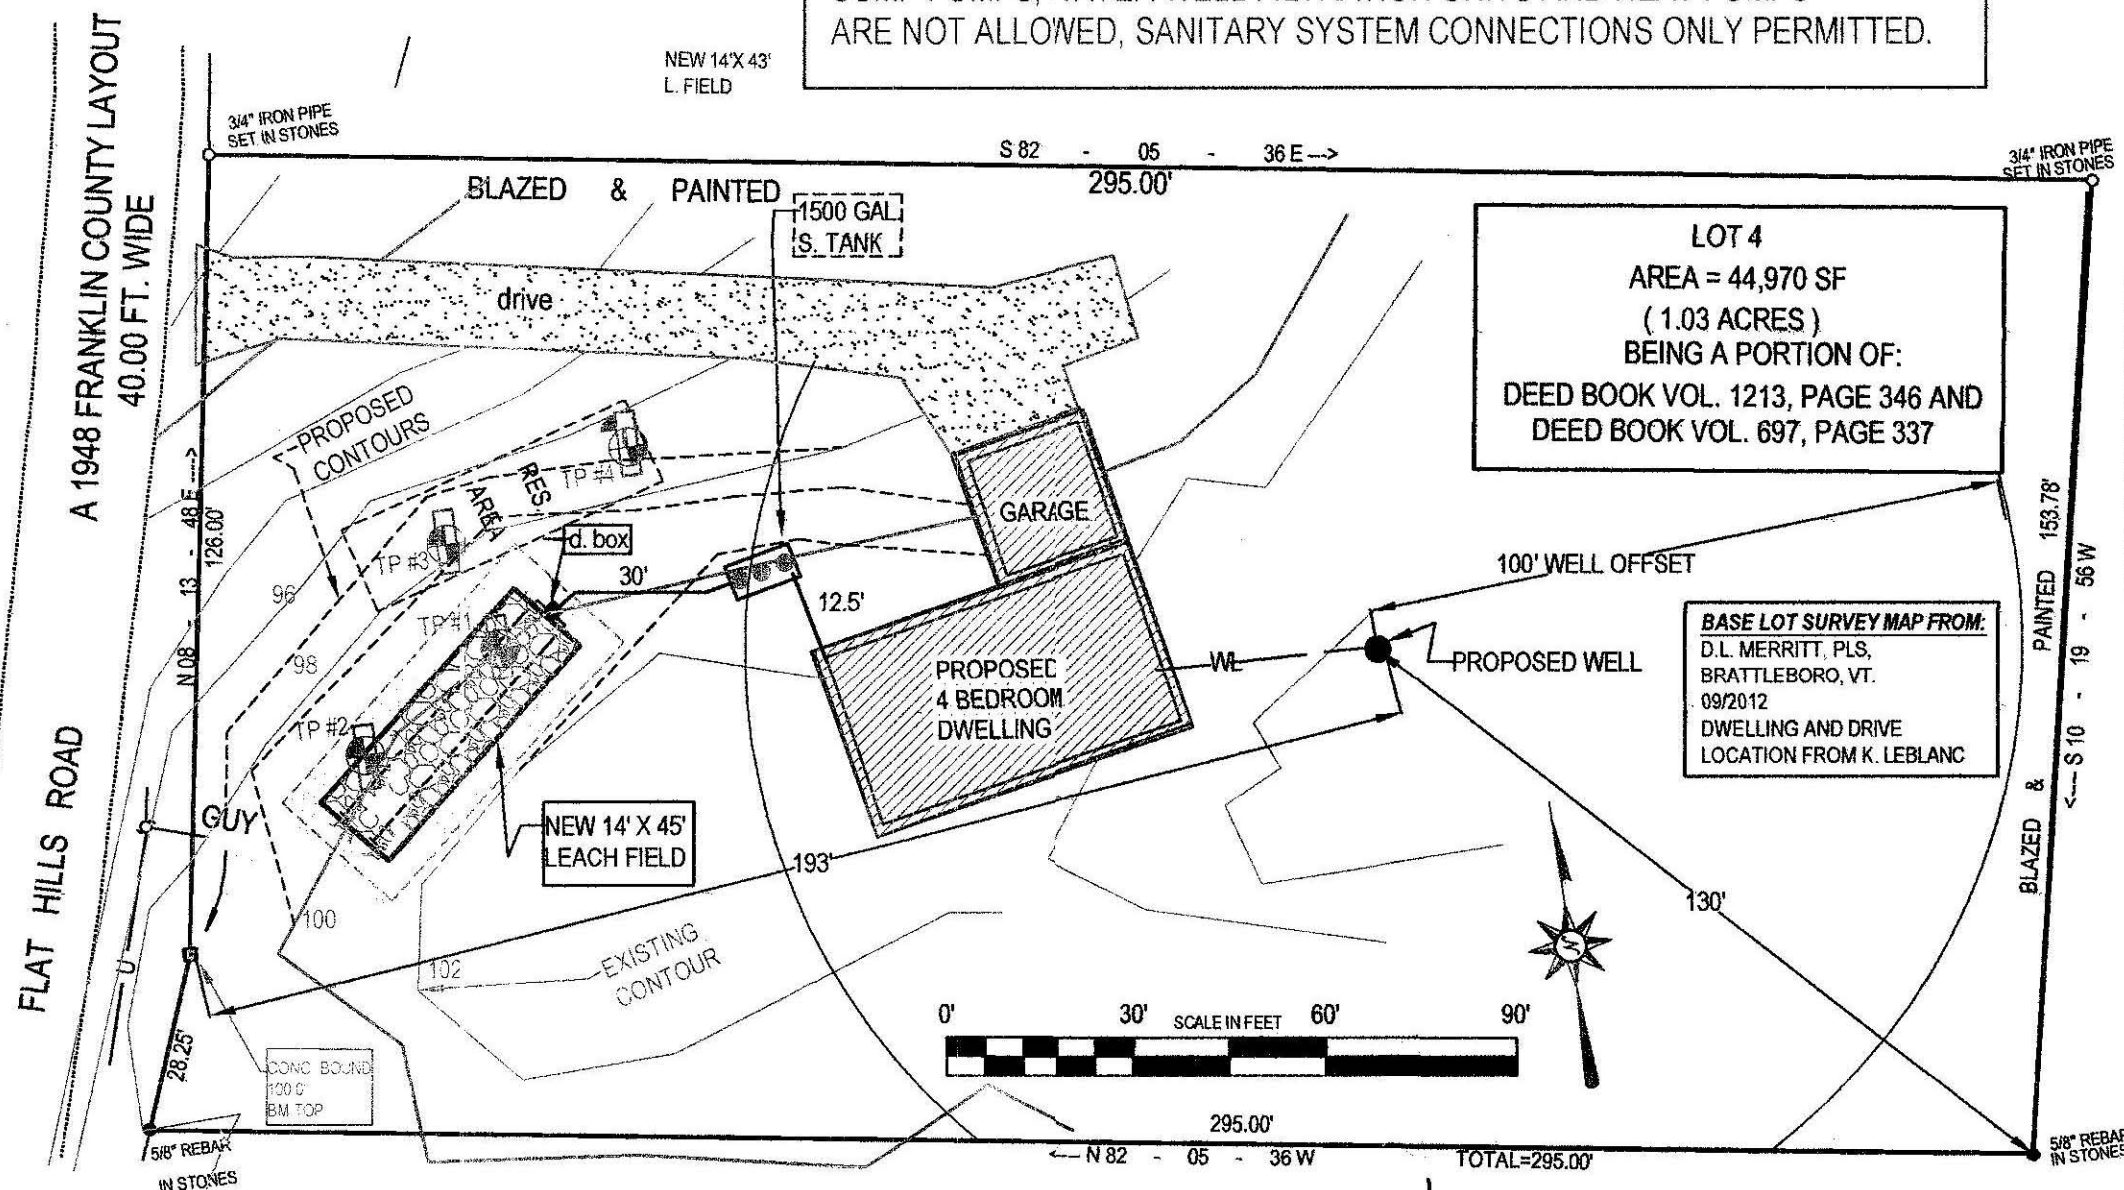 ARE NOT ALLOWED, SANITARY SYSTEM CONNECTIONS ONLY PERMITTED.
NEW 14'X 43'
L. FIELD
A 1948 FRANKLIN COUNTY LAYOUT
40.00 FT. WIDE
FLAT HILLS ROAD
3/4" IRON PIPE
SET IN STONES
S 82 - 05 - 36 E --->
295.00'
3/4" IRON PIPE
SET IN STONES
BLAZED & PAINTED
1500 GAL.
S. TANK
drive
LOT 4
AREA = 44,970 SF
( 1.03 ACRES )
BEING A PORTION OF:
DEED BOOK VOL. 1213, PAGE 346 AND
DEED BOOK VOL. 697, PAGE 337
PROPOSED
CONTOURS
N 08 - 13 - 48 E --->
126.00'
RES
AREA
TP #4
TP #3
TP #1
TP #2
96
98
100
102
d. box
30'
12.5'
GARAGE
PROPOSED
4 BEDROOM
DWELLING
WL
100' WELL OFFSET
PROPOSED WELL
BASE LOT SURVEY MAP FROM:
D.L. MERRITT, PLS,
BRATTLEBORO, VT.
09/2012
DWELLING AND DRIVE
LOCATION FROM K. LEBLANC
153.78'
BLAZED & PAINTED
<--- S 10 - 19 - 56 W
GUY
NEW 14' X 45'
LEACH FIELD
193'
130'
EXISTING
CONTOUR
U
28.25'
CONC BOUND
100.0'
BM TOP
0' 30' 60' 90'
SCALE IN FEET
N
5/8" REBAR
IN STONES
295.00'
<--- N 82 - 05 - 36 W
TOTAL=295.00'
5/8" REBAR
IN STONES